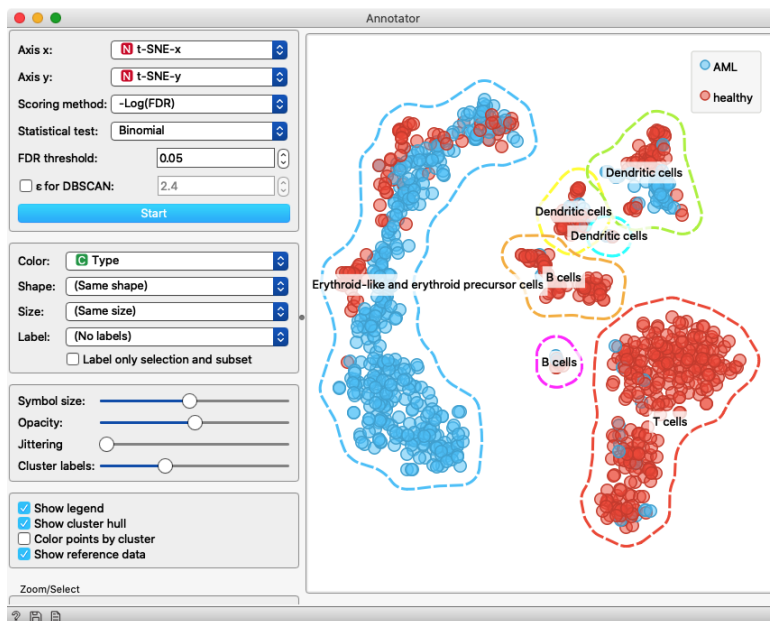 Annotator
Axis x: N t-SNE-x
Axis y: N t-SNE-y
Scoring method: -Log(FDR)
Statistical test: Binomial
FDR threshold: 0.05
ε for DBSCAN: 2.4
Start
Color: C Type
Shape: (Same shape)
Size: (Same size)
Label: (No labels)
Label only selection and subset
Symbol size:
Opacity:
Jittering
Cluster labels:
Show legend
Show cluster hull
Color points by cluster
Show reference data
Zoom/Select
?
AML
healthy
Dendritic cells
Dendritic cells
Dendritic cells
B cells
Erythroid-like and erythroid precursor cells
B cells
T cells